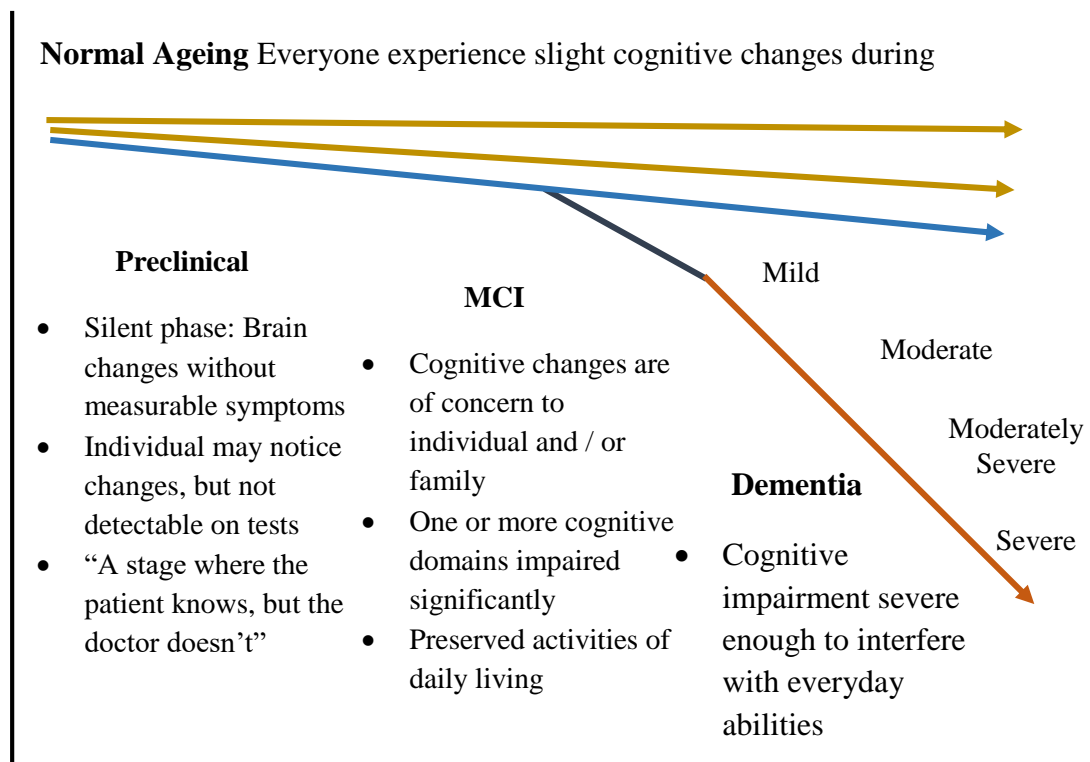 Normal Ageing Everyone experience slight cognitive changes during
Preclinical
• Silent phase: Brain
changes without
measurable symptoms
• Individual may notice
changes, but not
detectable on tests
• “A stage where the
patient knows, but the
doctor doesn’t”
MCI
• Cognitive changes are
of concern to
individual and / or
family
• One or more cognitive
domains impaired
significantly
• Preserved activities of
daily living
Dementia
• Cognitive
impairment severe
enough to interfere
with everyday
abilities
Mild
Moderate
Moderately
Severe
Severe